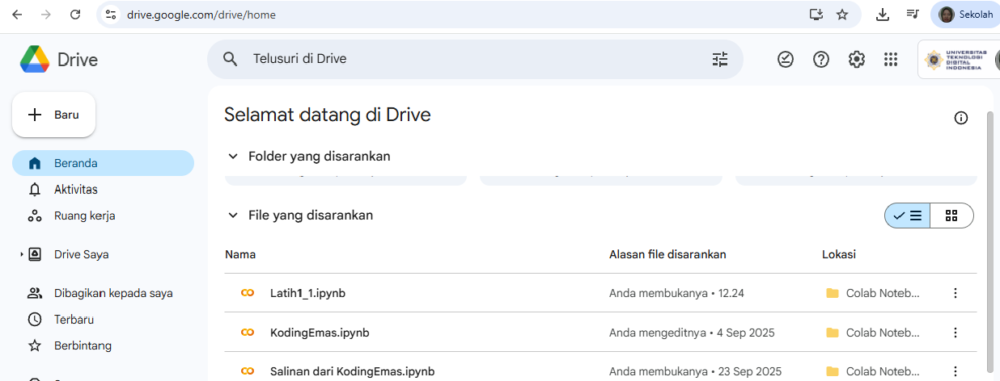 drive.google.com/drive/home
Sekolah
Drive
Telusuri di Drive
UNIVERSITAS
TEKNOLOGI
DIGITAL
INDONESIA
Baru
Selamat datang di Drive
Beranda
Aktivitas
Ruang kerja
Drive Saya
Dibagikan kepada saya
Terbaru
Berbintang
Folder yang disarankan
File yang disarankan
Nama Alasan file disarankan Lokasi
Latih1_1.ipynb Anda membukanya • 12.24 Colab Noteb...
KodingEmas.ipynb Anda mengeditnya • 4 Sep 2025 Colab Noteb...
Salinan dari KodingEmas.ipynb Anda membukanya • 23 Sep 2025 Colab Noteb...